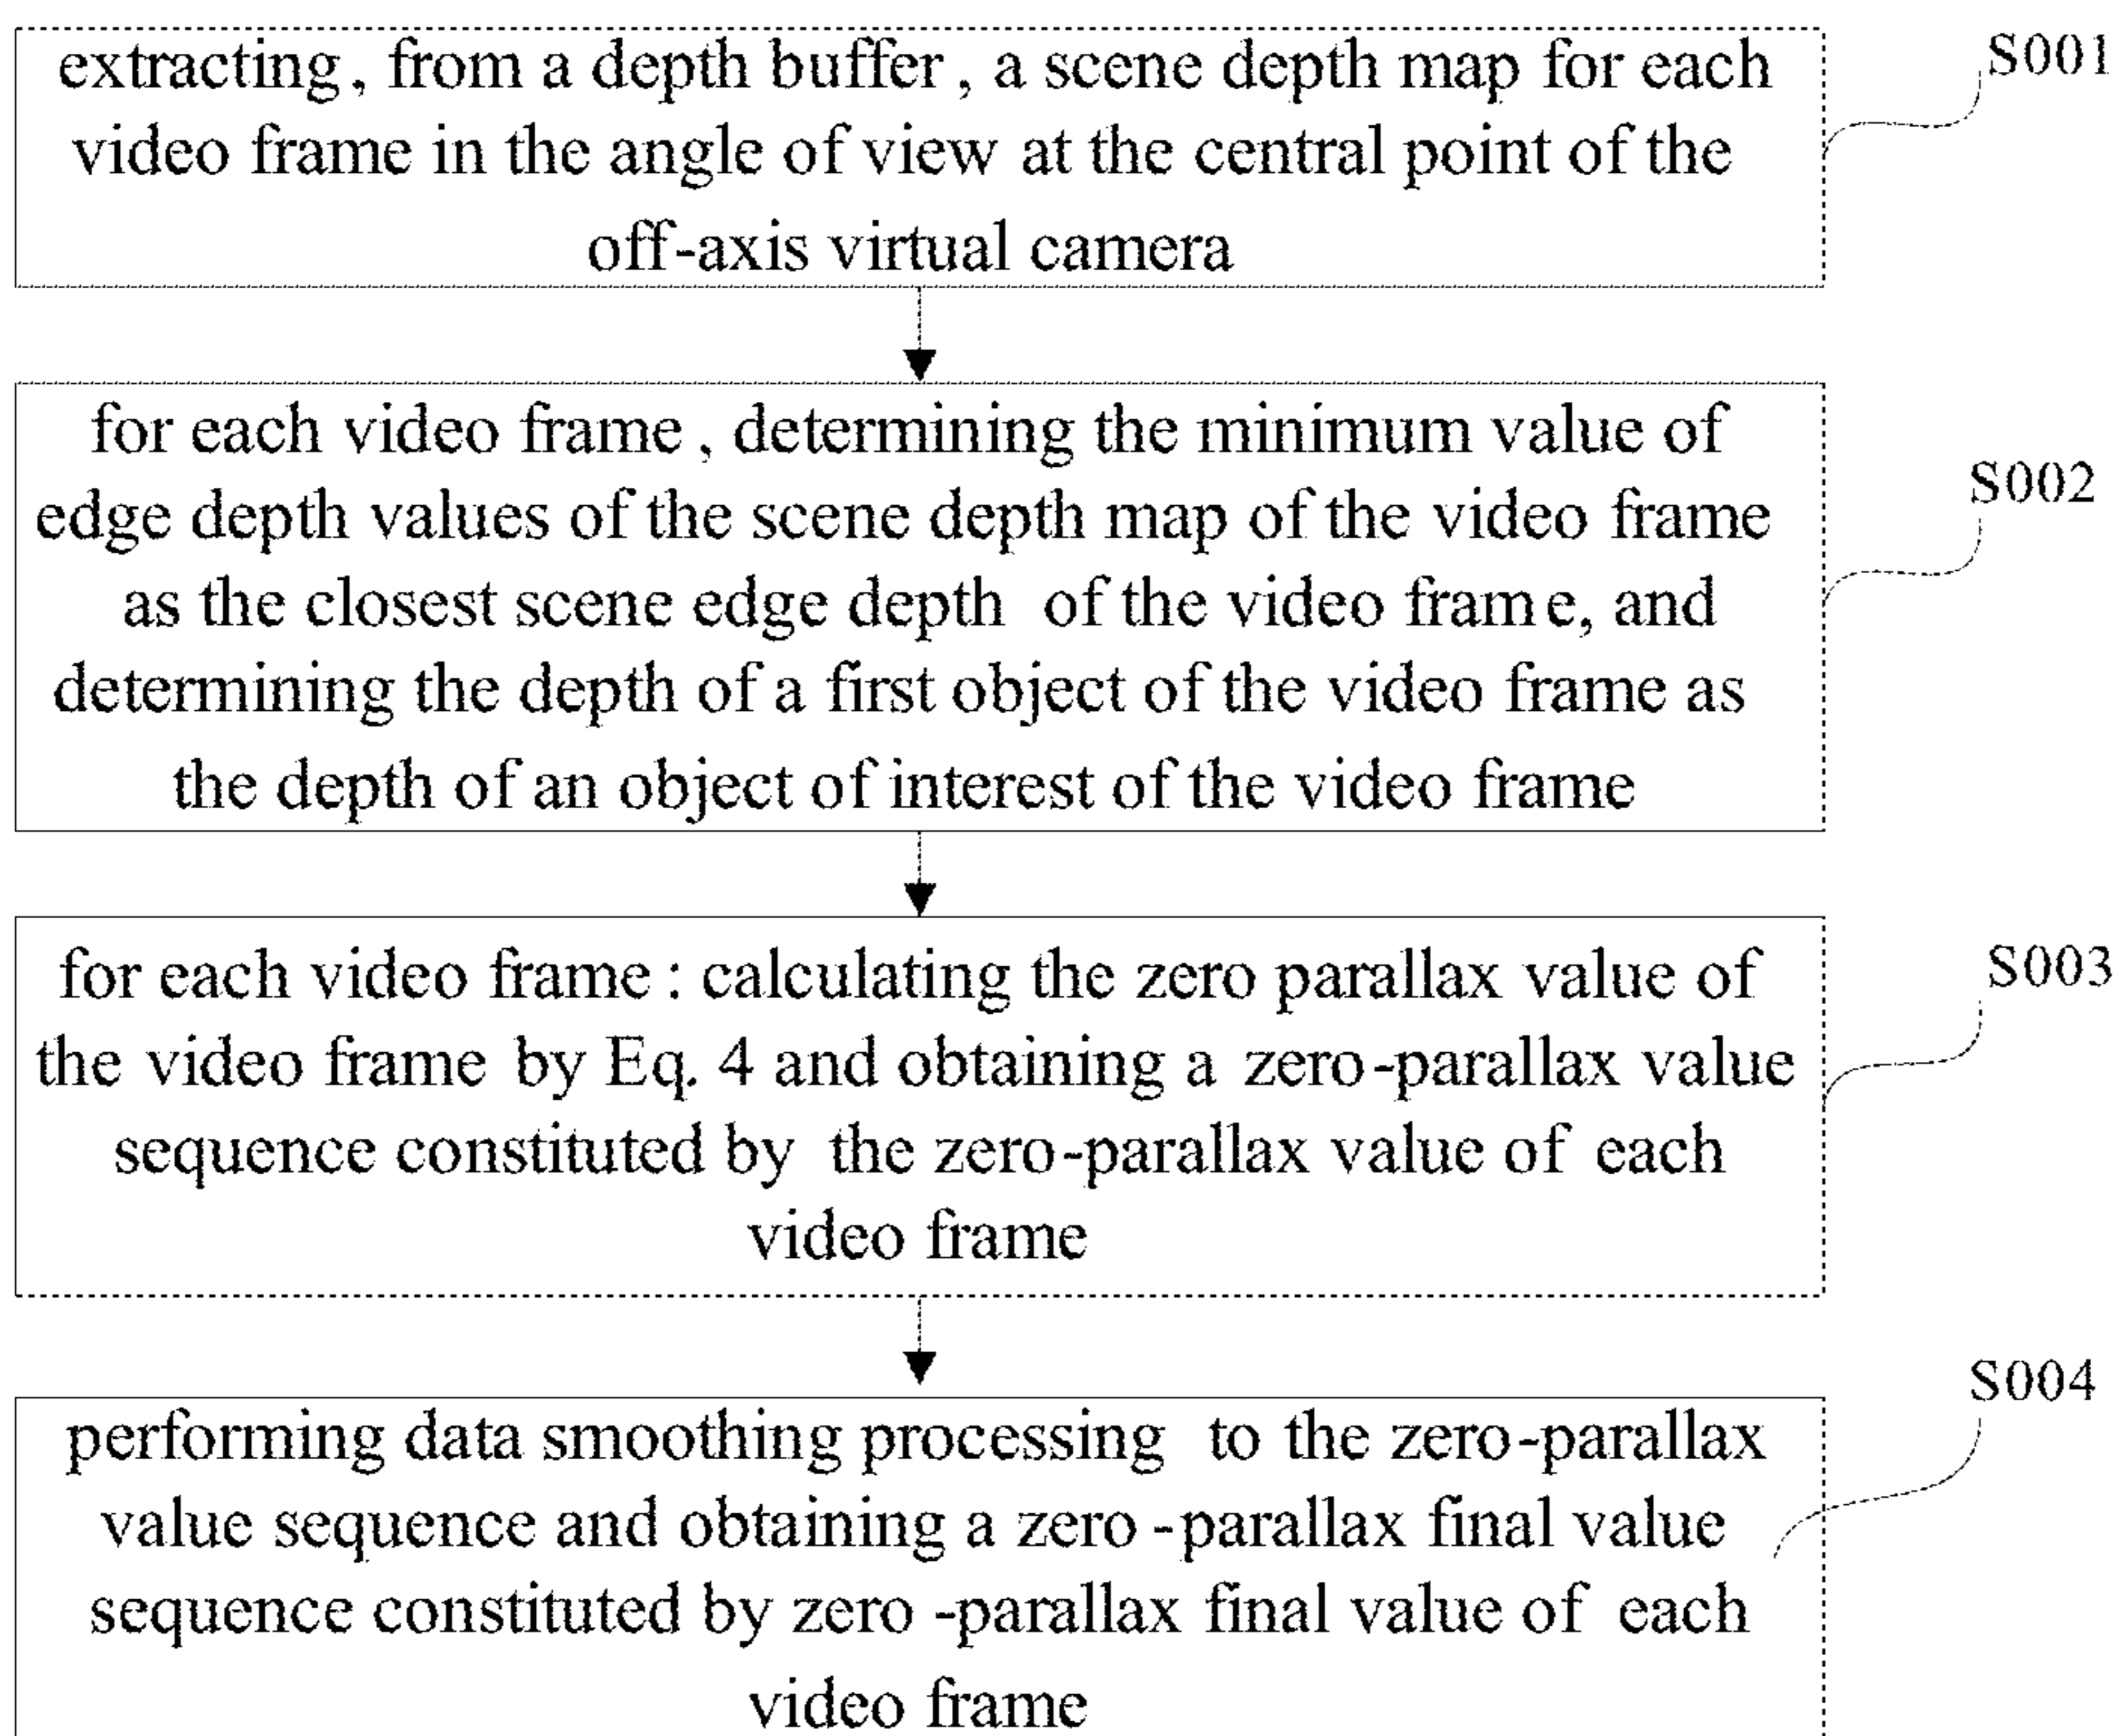 extracting, from a depth buffer, a scene depth map for each
video frame in the angle of view at the central point of the
off-axis virtual camera
S001
for each video frame, determining the minimum value of
edge depth values of the scene depth map of the video frame
as the closest scene edge depth of the video frame, and
determining the depth of a first object of the video frame as
the depth of an object of interest of the video frame
S002
for each video frame: calculating the zero parallax value of
the video frame by Eq. 4 and obtaining a zero-parallax value
sequence constituted by the zero-parallax value of each
video frame
S003
performing data smoothing processing to the zero-parallax
value sequence and obtaining a zero-parallax final value
sequence constituted by zero-parallax final value of each
video frame
S004